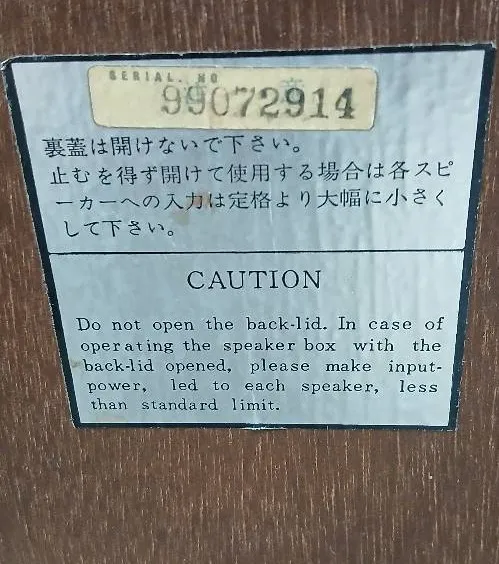 SERIAL. NO
99072914
裏蓋は開けないで下さい。
止むを得ず開けて使用する場合は各スピ
ーカーへの入力は定格より大幅に小さく
して下さい。
CAUTION
Do not open the back-lid. In case of
operating the speaker box with the
back-lid opened, please make input-
power, led to each speaker, less
than standard limit.